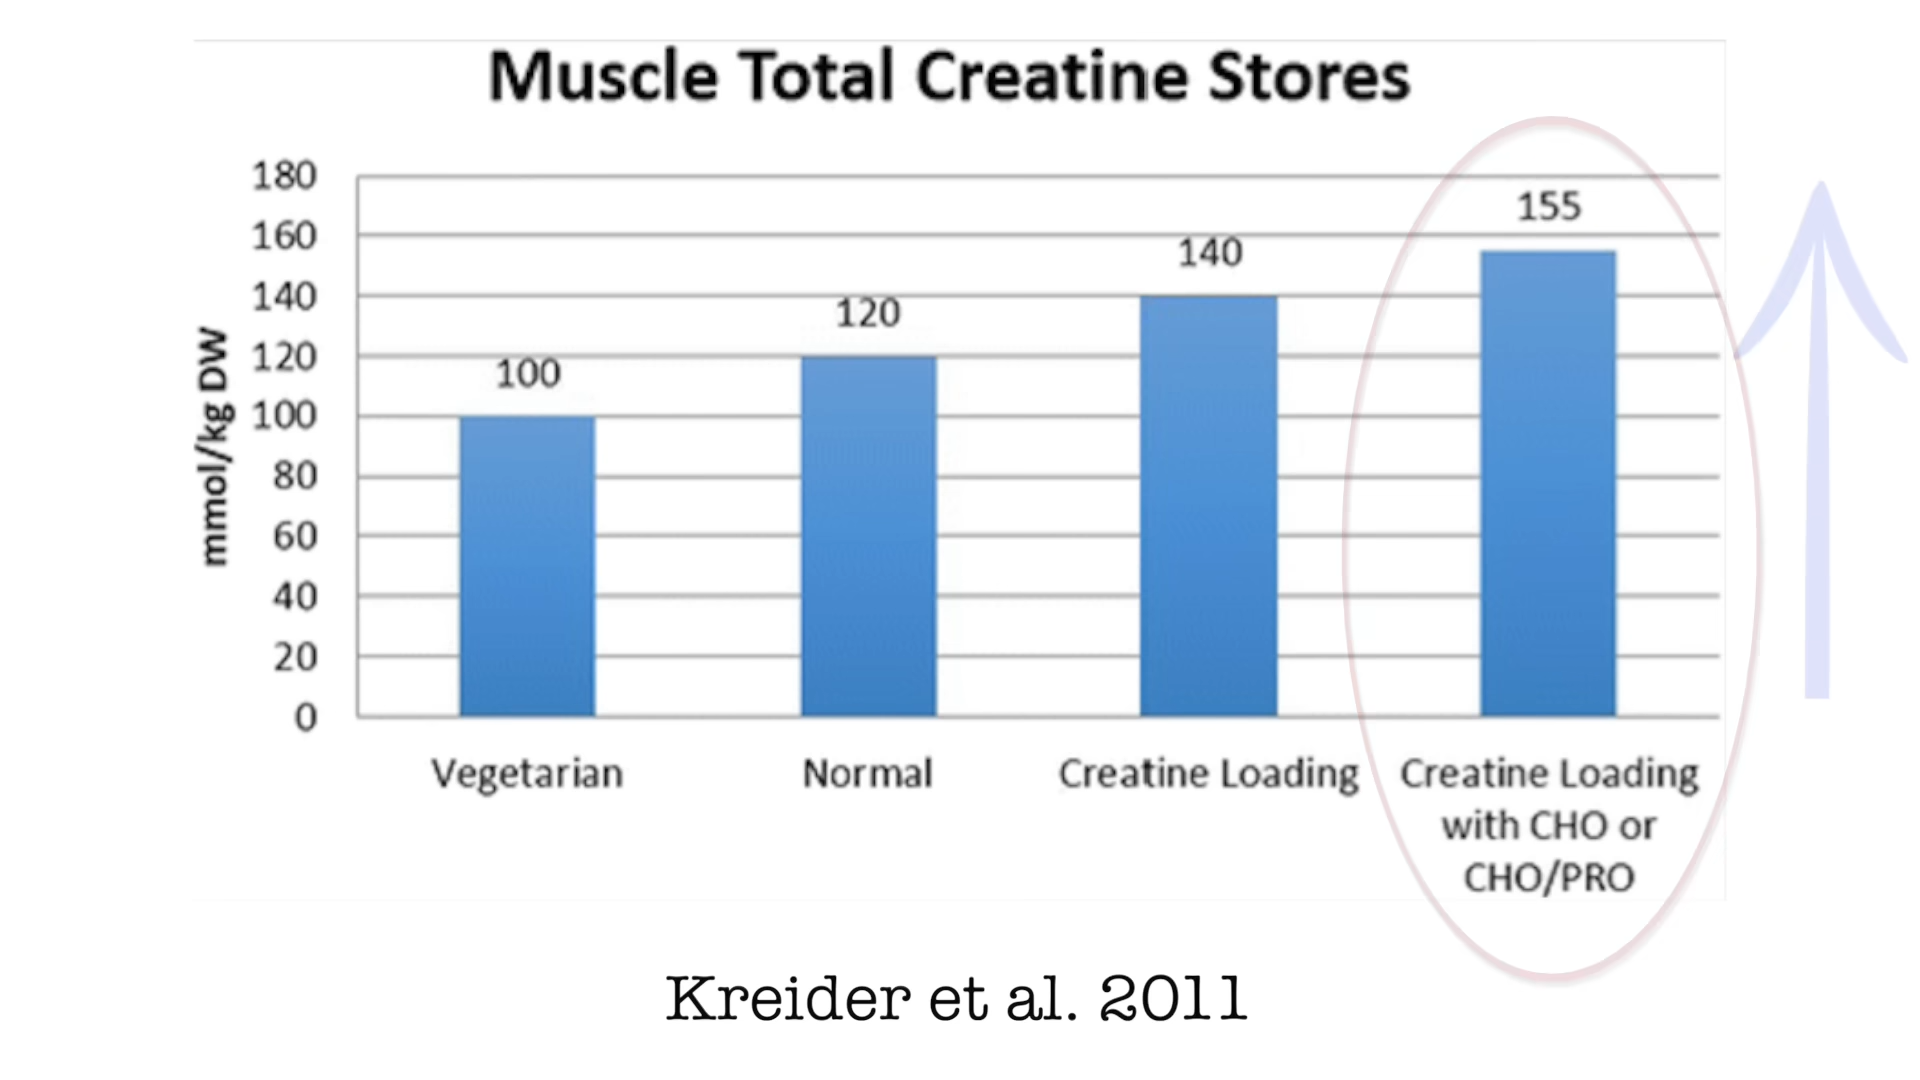 Muscle Total Creatine Stores
mmol/kg DW
180
160
140
120
100
80
60
40
20
0
100
120
140
155
Vegetarian
Normal
Creatine Loading
Creatine Loading
with CHO or
CHO/PRO
Kreider et al. 2011